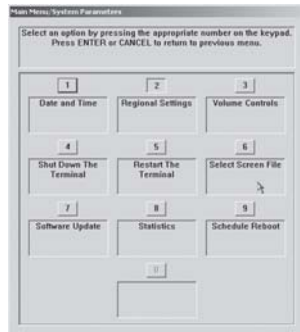 Main Menu/System Parameters
Select an option by pressing the appropriate number on the keypad.
Press ENTER or CANCEL to return to previous menu.
1 2 3
Date and Time Regional Settings Volume Controls
4 5 6
Shut Down The Restart The Select Screen File
Terminal Terminal
7 8 9
Software Update Statistics Schedule Reboot
0